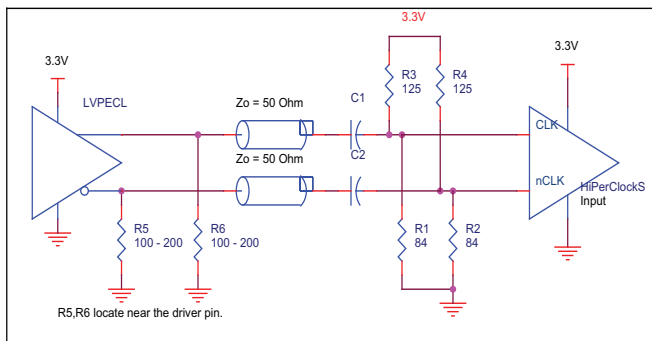 3.3V
3.3V
3.3V
LVPECL
R3
125
R4
125
Zo = 50 Ohm
C1
CLK
Zo = 50 Ohm
C2
nCLK
HiPerClockS
Input
R5
100 - 200
R6
100 - 200
R1
84
R2
84
R5,R6 locate near the driver pin.